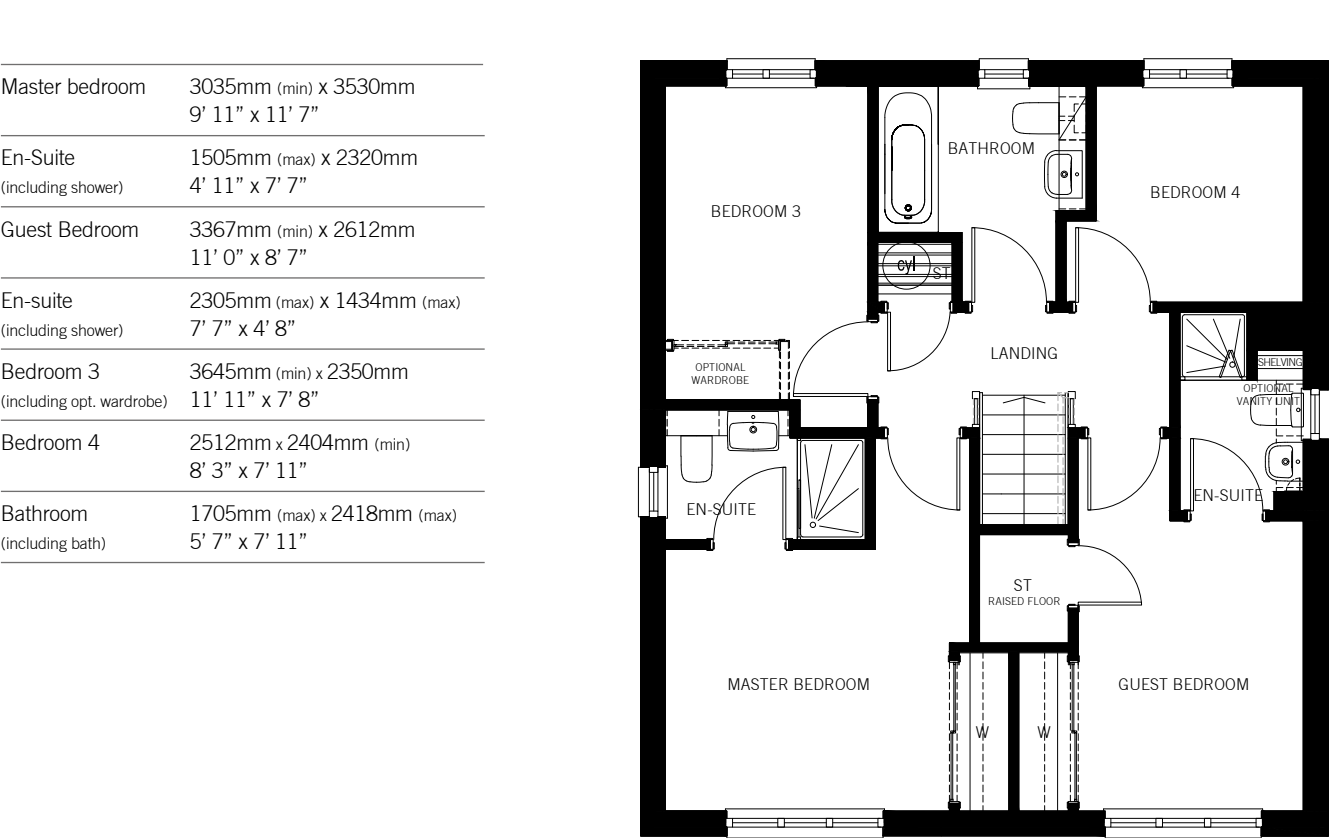 Master bedroom 3035mm (min) x 3530mm
9’ 11” x 11’ 7”
En-Suite 1505mm (max) x 2320mm
(including shower) 4’ 11” x 7’ 7”
Guest Bedroom 3367mm (min) x 2612mm
11’ 0” x 8’ 7”
En-suite 2305mm (max) x 1434mm (max)
(including shower) 7’ 7” x 4’ 8”
Bedroom 3 3645mm (min) x 2350mm
(including opt. wardrobe) 11’ 11” x 7’ 8”
Bedroom 4 2512mm x 2404mm (min)
8’ 3” x 7’ 11”
Bathroom 1705mm (max) x 2418mm (max)
(including bath) 5’ 7” x 7’ 11”
BATHROOM
BEDROOM 4
BEDROOM 3
cyl
ST
LANDING
SHELVING
OPTIONAL
WARDROBE
OPTIONAL
VANITY UNIT
EN-SUITE
EN-SUITE
ST
RAISED FLOOR
MASTER BEDROOM
GUEST BEDROOM
W
W